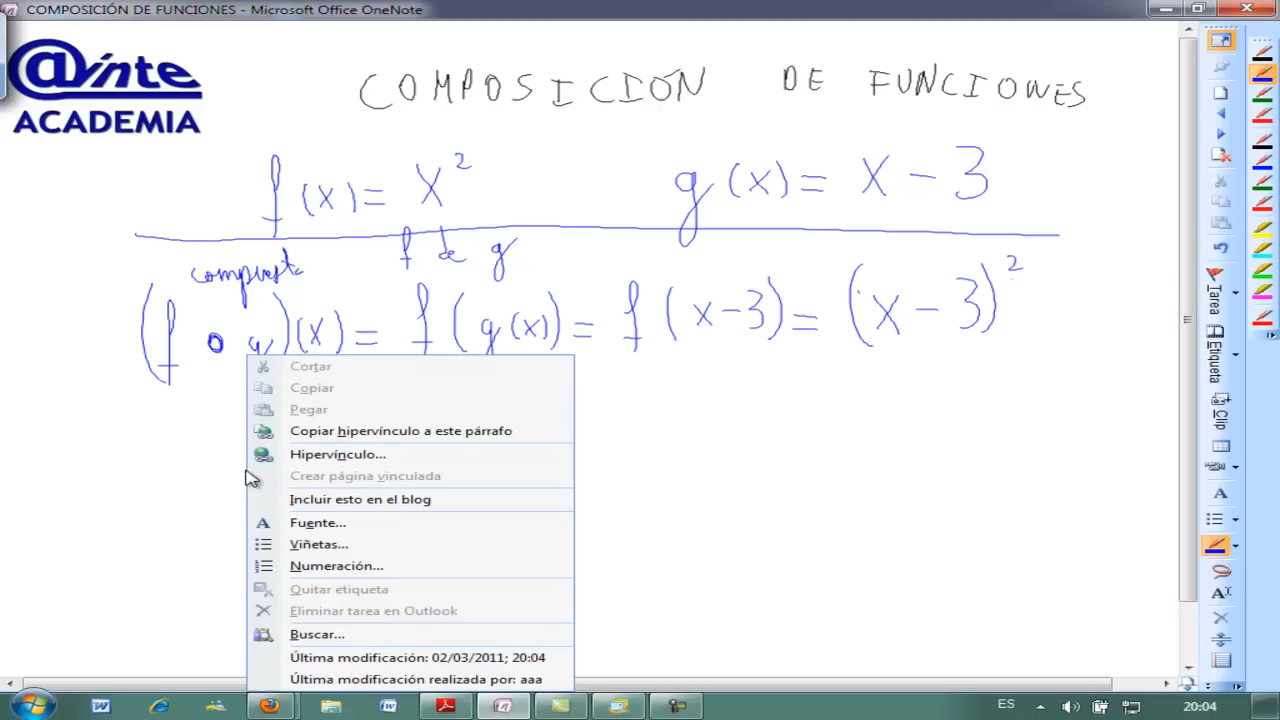 COMPOSICIÓN DE FUNCIONES - Microsoft Office OneNote
@inte
ACADEMIA
COMPOSICION DE FUNCIONES
f(x) = x² g(x) = x - 3
compuesta f de g
(f o g)(x) = f(g(x)) = f(x-3) = (x-3)²
Cortar
Copiar
Pegar
Copiar hipervínculo a este párrafo
Hipervínculo...
Crear página vinculada
Incluir esto en el blog
Fuente...
Viñetas...
Numeración...
Quitar etiqueta
Eliminar tarea en Outlook
Buscar...
Última modificación: 02/03/2011; 20:04
Última modificación realizada por: aaa
Tarea
Etiqueta
Clip
ES
20:04